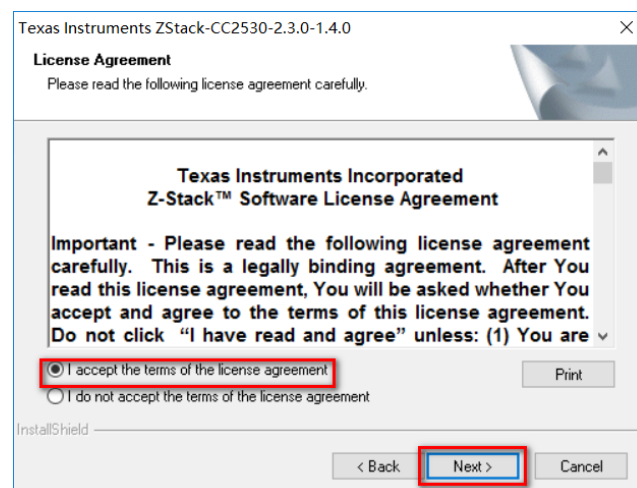 Texas Instruments ZStack-CC2530-2.3.0-1.4.0
License Agreement
Please read the following license agreement carefully.
Texas Instruments Incorporated
Z-Stack™ Software License Agreement
Important - Please read the following license agreement
carefully. This is a legally binding agreement. After You
read this license agreement, You will be asked whether You
accept and agree to the terms of this license agreement.
Do not click “I have read and agree” unless: (1) You are
I accept the terms of the license agreement
Print
I do not accept the terms of the license agreement
InstallShield
< Back
Next >
Cancel